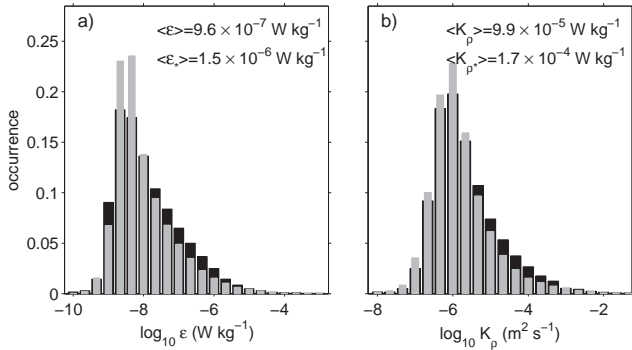 a)
<ε>=9.6 × 10⁻⁷ W kg⁻¹
<ε*>=1.5 × 10⁻⁶ W kg⁻¹
b)
<Kρ>=9.9 × 10⁻⁵ W kg⁻¹
<Kρ*>=1.7 × 10⁻⁴ W kg⁻¹
0.25
0.2
0.15
0.1
0.05
0
occurrence
−10 −8 −6 −4
log₁₀ ε (W kg⁻¹)
−8 −6 −4 −2
log₁₀ Kρ (m² s⁻¹)